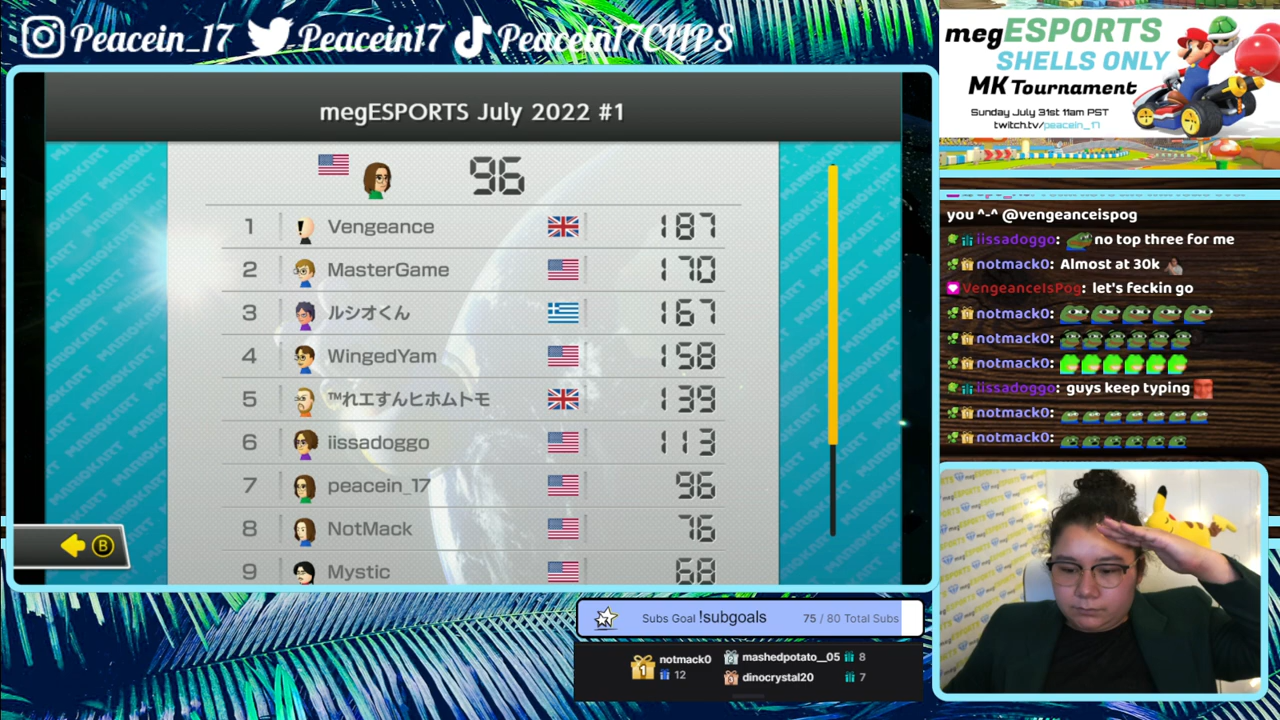 Peacein_17 Peacein17 Peacein17ClIPS
megESPORTS July 2022 #1
96
1 Vengeance 187
2 MasterGame 170
3 ルシオくん 167
4 WingedYam 158
5 ™れエすんヒホムトモ 139
6 iissadoggo 113
7 peacein_17 96
8 NotMack 76
9 Mystic 68
B
MARIOKART
megESPORTS
SHELLS ONLY
MK Tournament
Sunday July 31st 11am PST
twitch.tv/peacein_17
you ^-^ @vengeanceispog
iissadoggo: no top three for me
notmack0: Almost at 30k
VengeanceIsPog: let's feckin go
notmack0:
notmack0:
notmack0:
iissadoggo: guys keep typing
notmack0:
notmack0:
Subs Goal !subgoals 75 / 80 Total Subs
1 notmack0 12
2 mashedpotato__05 8
3 dinocrystal20 7
megESPORTS